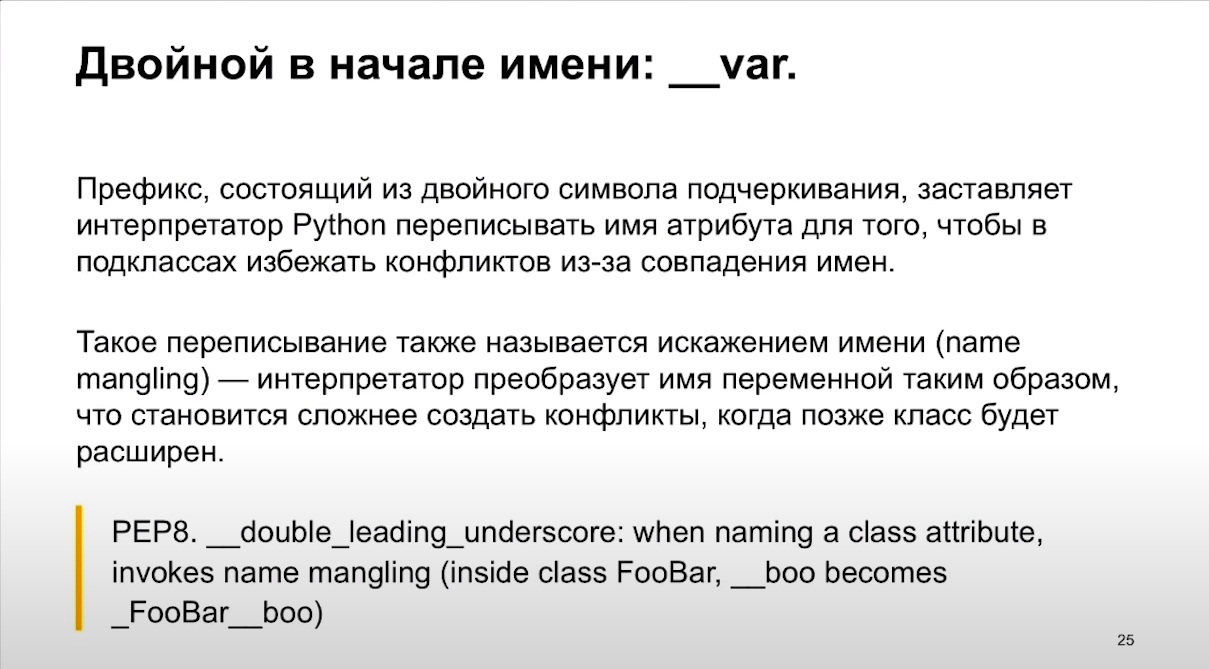 Двойной в начале имени: __var.
Префикс, состоящий из двойного символа подчеркивания, заставляет
интерпретатор Python переписывать имя атрибута для того, чтобы в
подклассах избежать конфликтов из-за совпадения имен.
Такое переписывание также называется искажением имени (name
mangling) — интерпретатор преобразует имя переменной таким образом,
что становится сложнее создать конфликты, когда позже класс будет
расширен.
PEP8. __double_leading_underscore: when naming a class attribute,
invokes name mangling (inside class FooBar, __boo becomes
_FooBar__boo)
25